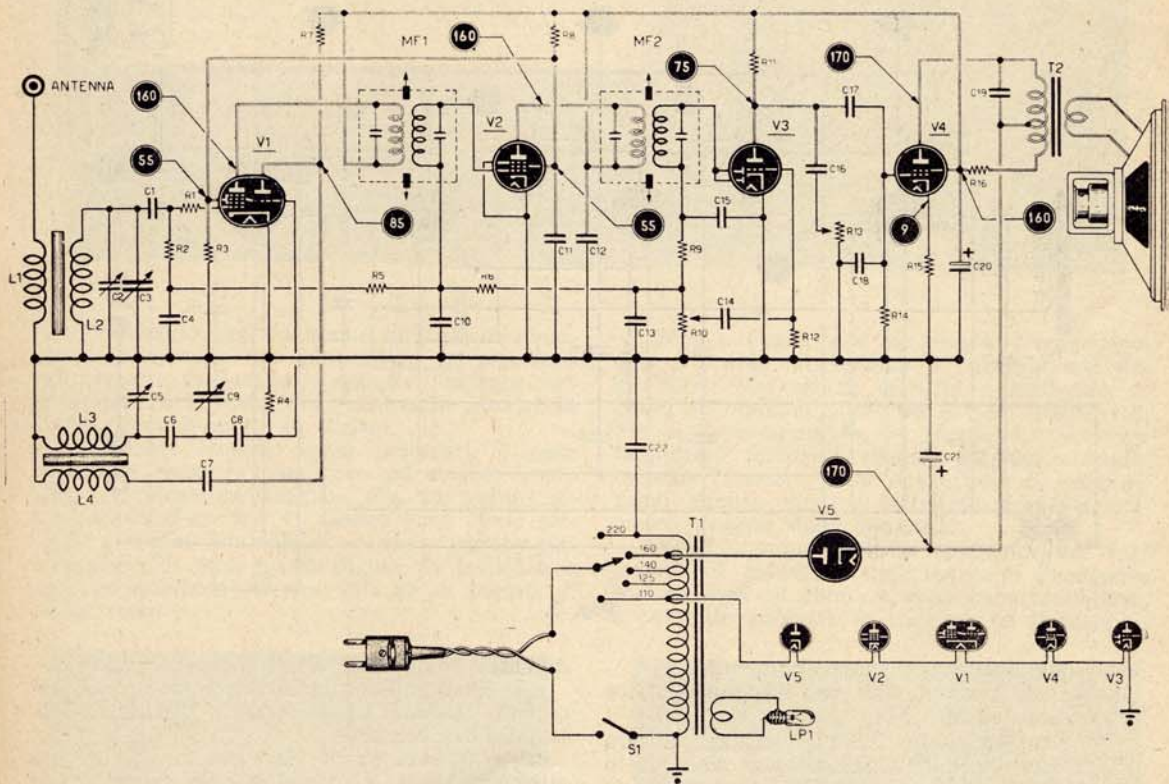 R7
MF1
160
R8
MF2
75
R11
170
C17
V4
C19
T2
ANTENNA
160
V1
V2
V3
55
C1
R1
85
55
C16
R16
160
9
R2
R3
C15
R13
L1
C2
C3
L2
C11
C12
R9
C18
R15
C20
+
R5
C4
C10
C13
R10
C14
R12
R14
C5
C9
R4
L3
C6
C8
C7
L4
C22
170
C21
+
V5
T1
220
160
140
125
110
V5
V2
V1
V4
V3
S1
LP1